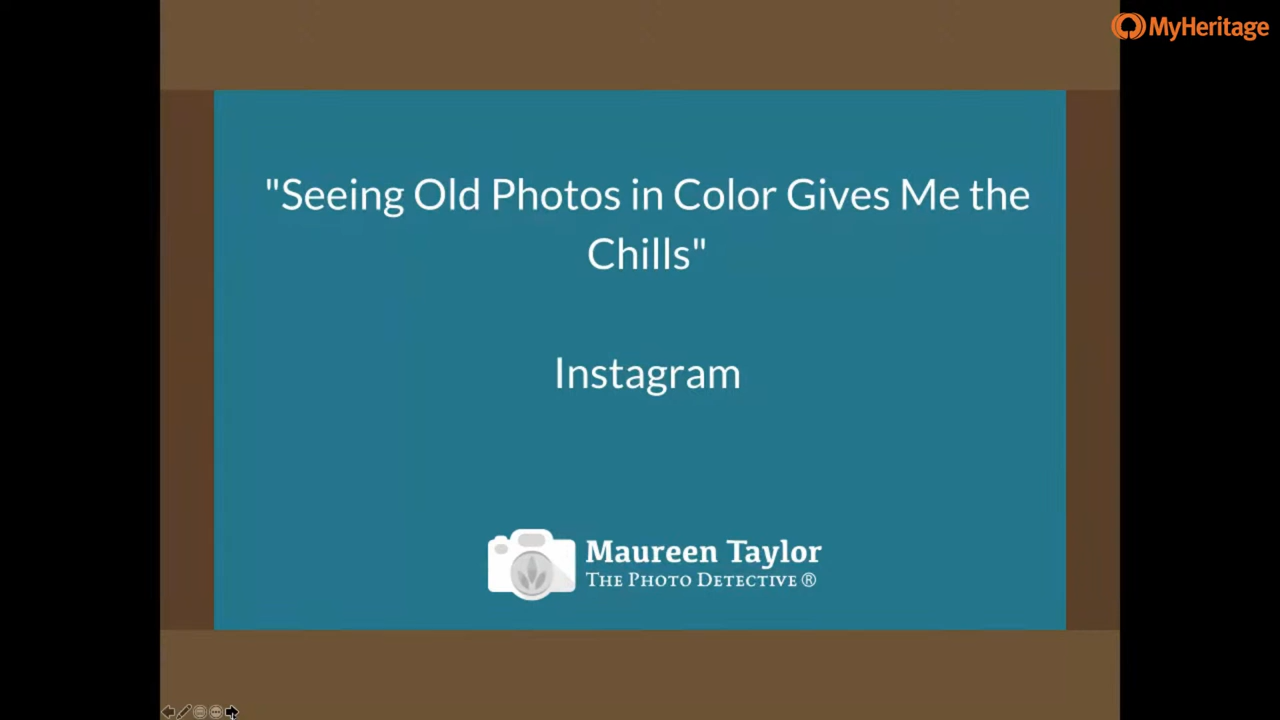 MyHeritage
"Seeing Old Photos in Color Gives Me the
Chills"
Instagram
Maureen Taylor
The Photo Detective ®